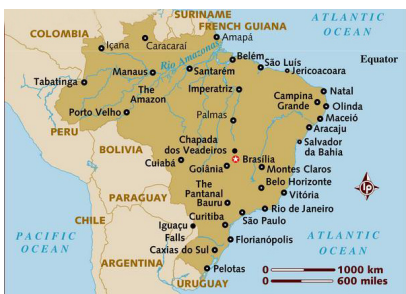 SURINAME
FRENCH GUIANA
ATLANTIC
OCEAN
COLOMBIA
Içana
Caracaraí
Amapá
Rio Amazonas
Belém
São Luís
Jericoacoara
Equator
Tabatinga
Manaus
Santarém
The
Amazon
Imperatriz
Natal
Campina
Grande
Olinda
Porto Velho
Palmas
Maceió
Aracaju
PERU
Salvador
da Bahia
BOLIVIA
Chapada
dos Veadeiros
Cuiabá
Brasília
Goiânia
Montes Claros
The
Pantanal
Belo Horizonte
PARAGUAY
Bauru
Vitória
CHILE
Rio de Janeiro
Iguaçu
Falls
Curitiba
São Paulo
PACIFIC
OCEAN
Florianópolis
ATLANTIC
OCEAN
Caxias do Sul
ARGENTINA
Pelotas
URUGUAY
0 1000 km
0 600 miles